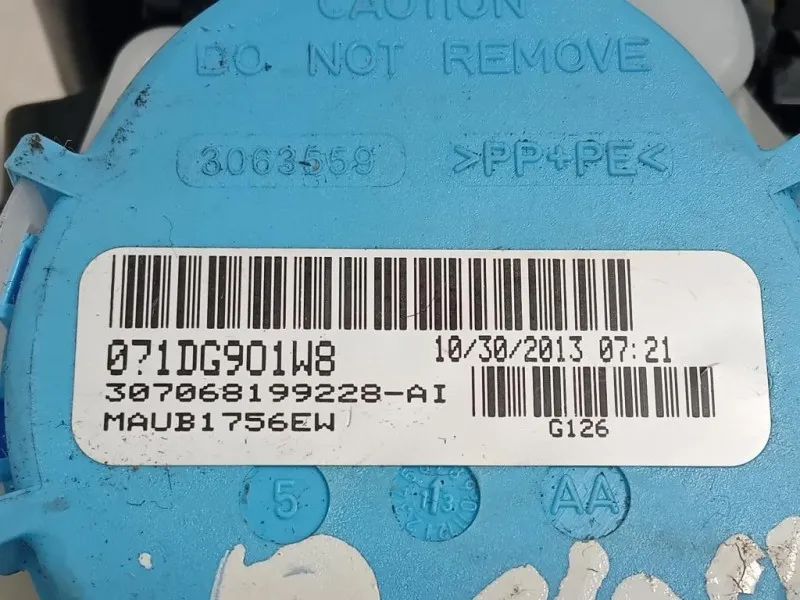 CAUTION
DO NOT REMOVE
3063559 >PP+PE<
071DG901W8 10/30/2013 07:21
307068199228-AI
MAUB1756EW G126
5 AA